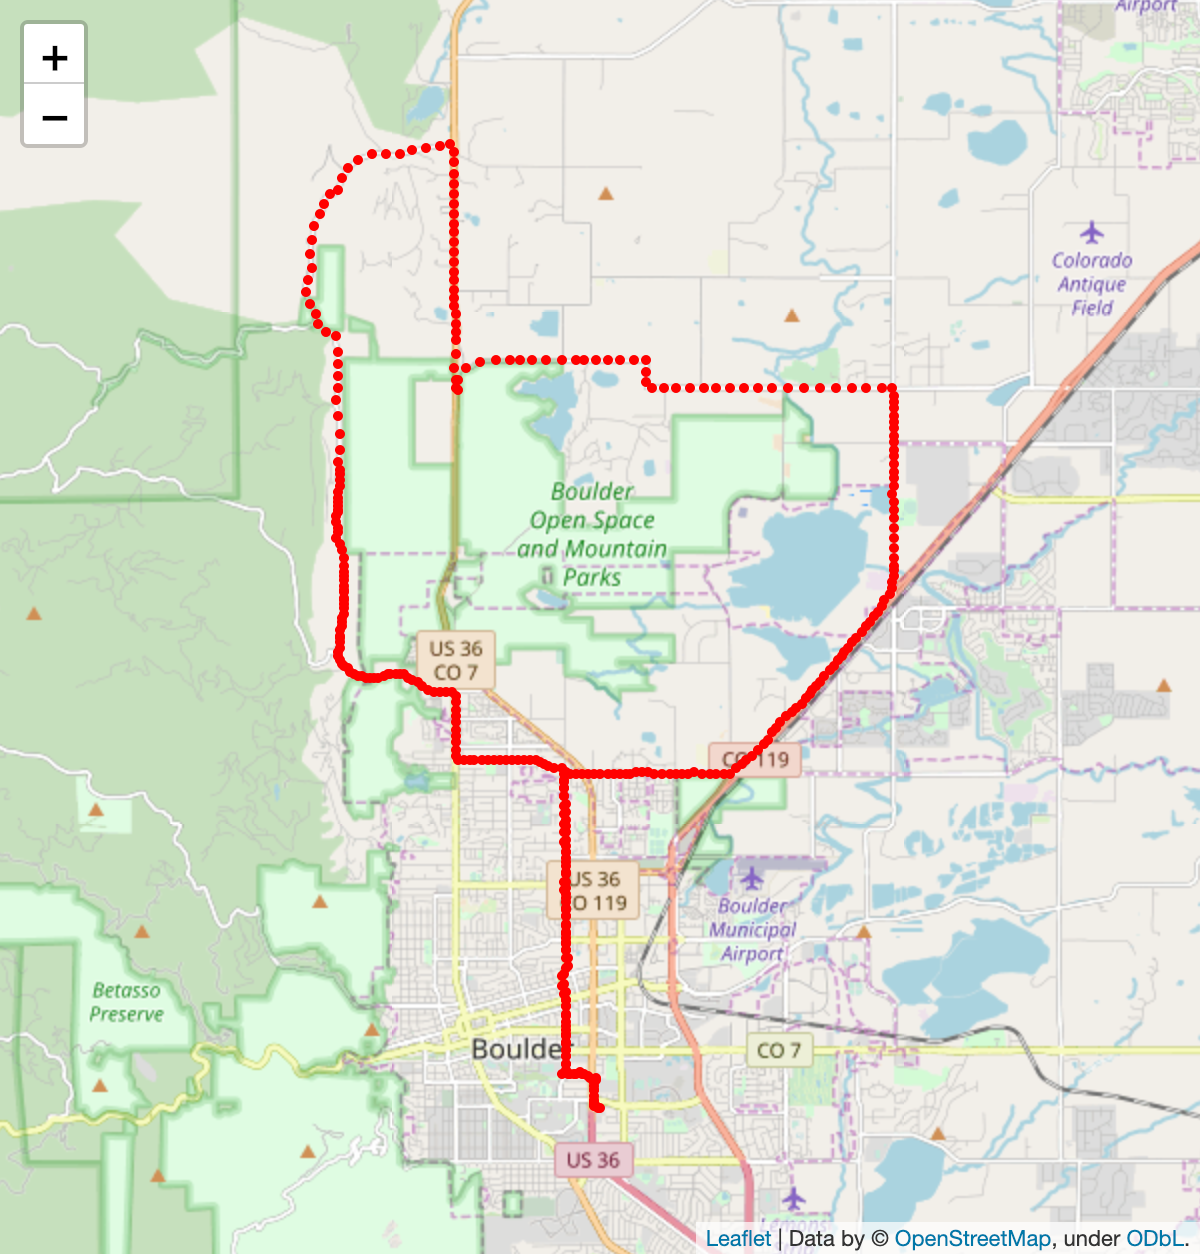 Airport
+
−
Colorado
Antique
Field
Boulder
Open Space
and Mountain
Parks
US 36
CO 7
CO 119
US 36
CO 119
Boulder
Municipal
Airport
Betasso
Preserve
Boulde
CO 7
US 36
Lemons
Leaflet | Data by © OpenStreetMap, under ODbL.